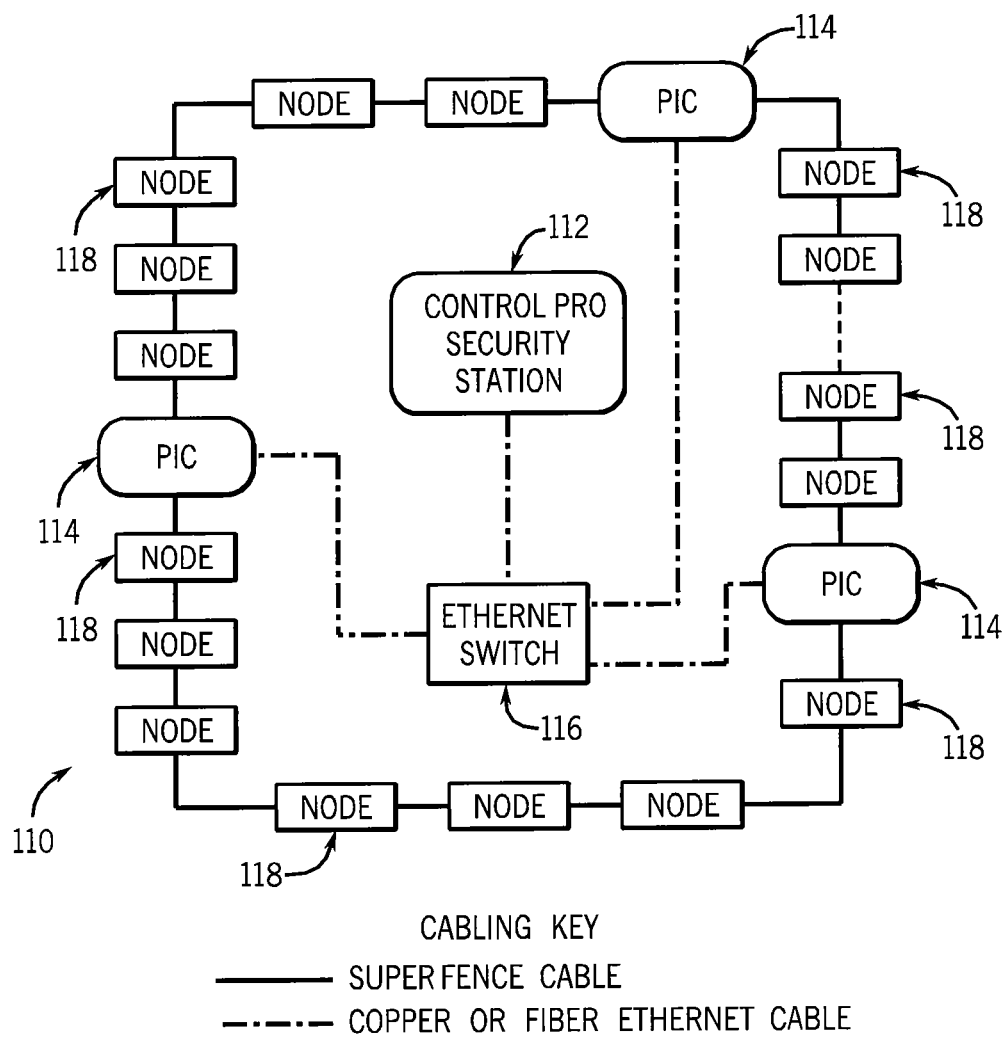 114
NODE
NODE
PIC
NODE
NODE
118
118
112
NODE
NODE
CONTROL PRO
SECURITY
STATION
NODE
NODE
118
PIC
NODE
114
NODE
PIC
118
ETHERNET
SWITCH
114
NODE
NODE
116
118
NODE
110
NODE
NODE
NODE
118
CABLING KEY
SUPER FENCE CABLE
COPPER OR FIBER ETHERNET CABLE